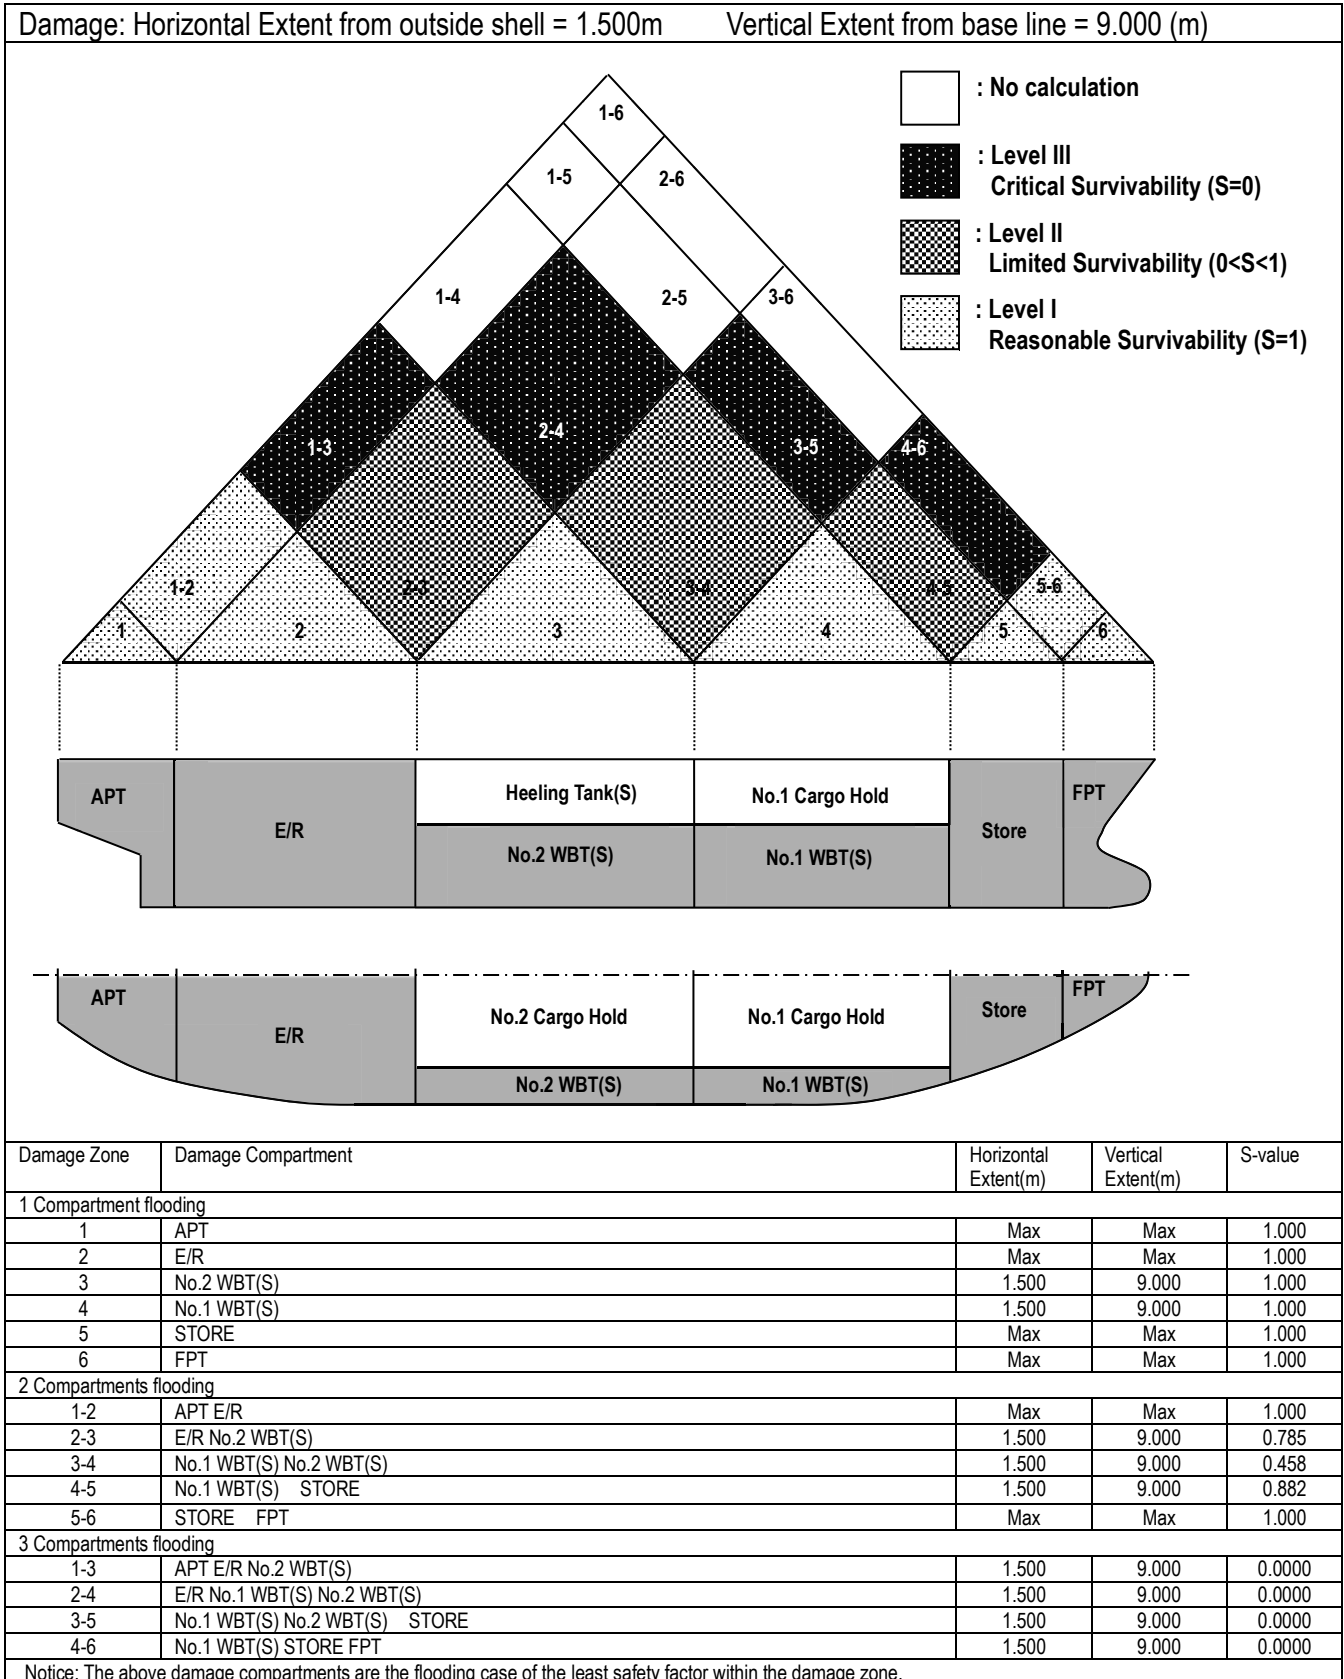 Damage: Horizontal Extent from outside shell = 1.500m Vertical Extent from base line = 9.000 (m)
: No calculation
: Level III
Critical Survivability (S=0)
: Level II
Limited Survivability (0<S<1)
: Level I
Reasonable Survivability (S=1)
1-6
1-5 2-6
1-4 2-5 3-6
1-3 2-4 3-5 4-6
1-2 2-3 3-4 4-5 5-6
1 2 3 4 5 6
APT E/R Heeling Tank(S) No.1 Cargo Hold Store FPT
No.2 WBT(S) No.1 WBT(S)
APT E/R No.2 Cargo Hold No.1 Cargo Hold Store FPT
No.2 WBT(S) No.1 WBT(S)
Damage Zone Damage Compartment Horizontal Extent(m) Vertical Extent(m) S-value
1 Compartment flooding
1 APT Max Max 1.000
2 E/R Max Max 1.000
3 No.2 WBT(S) 1.500 9.000 1.000
4 No.1 WBT(S) 1.500 9.000 1.000
5 STORE Max Max 1.000
6 FPT Max Max 1.000
2 Compartments flooding
1-2 APT E/R Max Max 1.000
2-3 E/R No.2 WBT(S) 1.500 9.000 0.785
3-4 No.1 WBT(S) No.2 WBT(S) 1.500 9.000 0.458
4-5 No.1 WBT(S) STORE 1.500 9.000 0.882
5-6 STORE FPT Max Max 1.000
3 Compartments flooding
1-3 APT E/R No.2 WBT(S) 1.500 9.000 0.0000
2-4 E/R No.1 WBT(S) No.2 WBT(S) 1.500 9.000 0.0000
3-5 No.1 WBT(S) No.2 WBT(S) STORE 1.500 9.000 0.0000
4-6 No.1 WBT(S) STORE FPT 1.500 9.000 0.0000
Notice: The above damage compartments are the flooding case of the least safety factor within the damage zone.